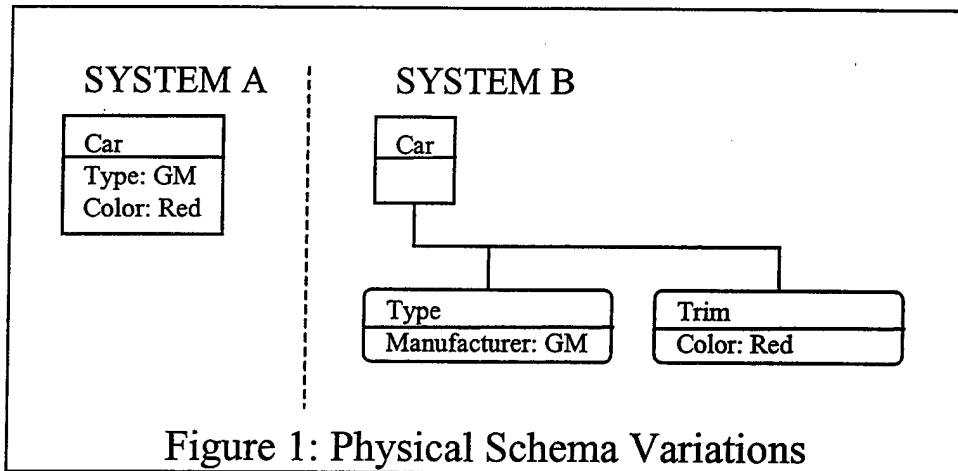 SYSTEM A
Car
Type: GM
Color: Red
SYSTEM B
Car
Type
Manufacturer: GM
Trim
Color: Red
Figure 1: Physical Schema Variations